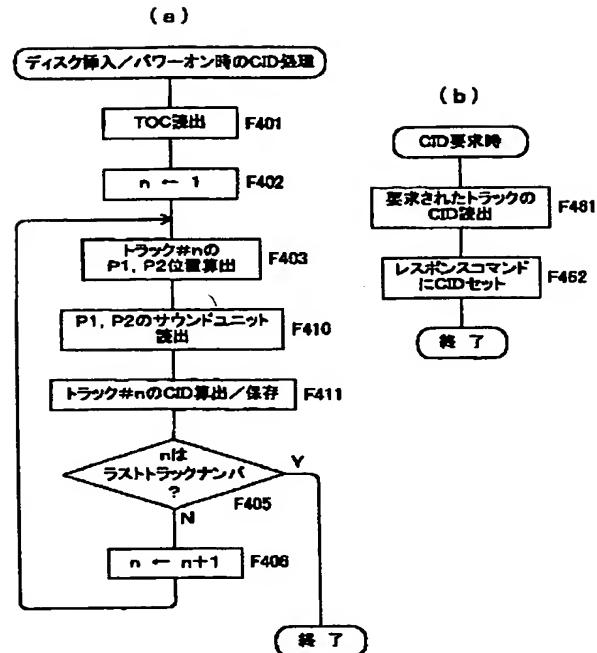 (a)
ディスク挿入/パワーオン時のCID処理
TOC読出
F401
n ← 1
F402
トラック#nの
P1, P2位置算出
F403
P1, P2のサウンドユニット
読出
F410
トラック#nのCID算出/保存
F411
nは
ラストトラックナンバ
?
Y
F405
N
n ← n+1
F406
終了
(b)
CID要求時
要求されたトラックの
CID読出
F461
レスポンスコマンド
にCIDセット
F462
終了